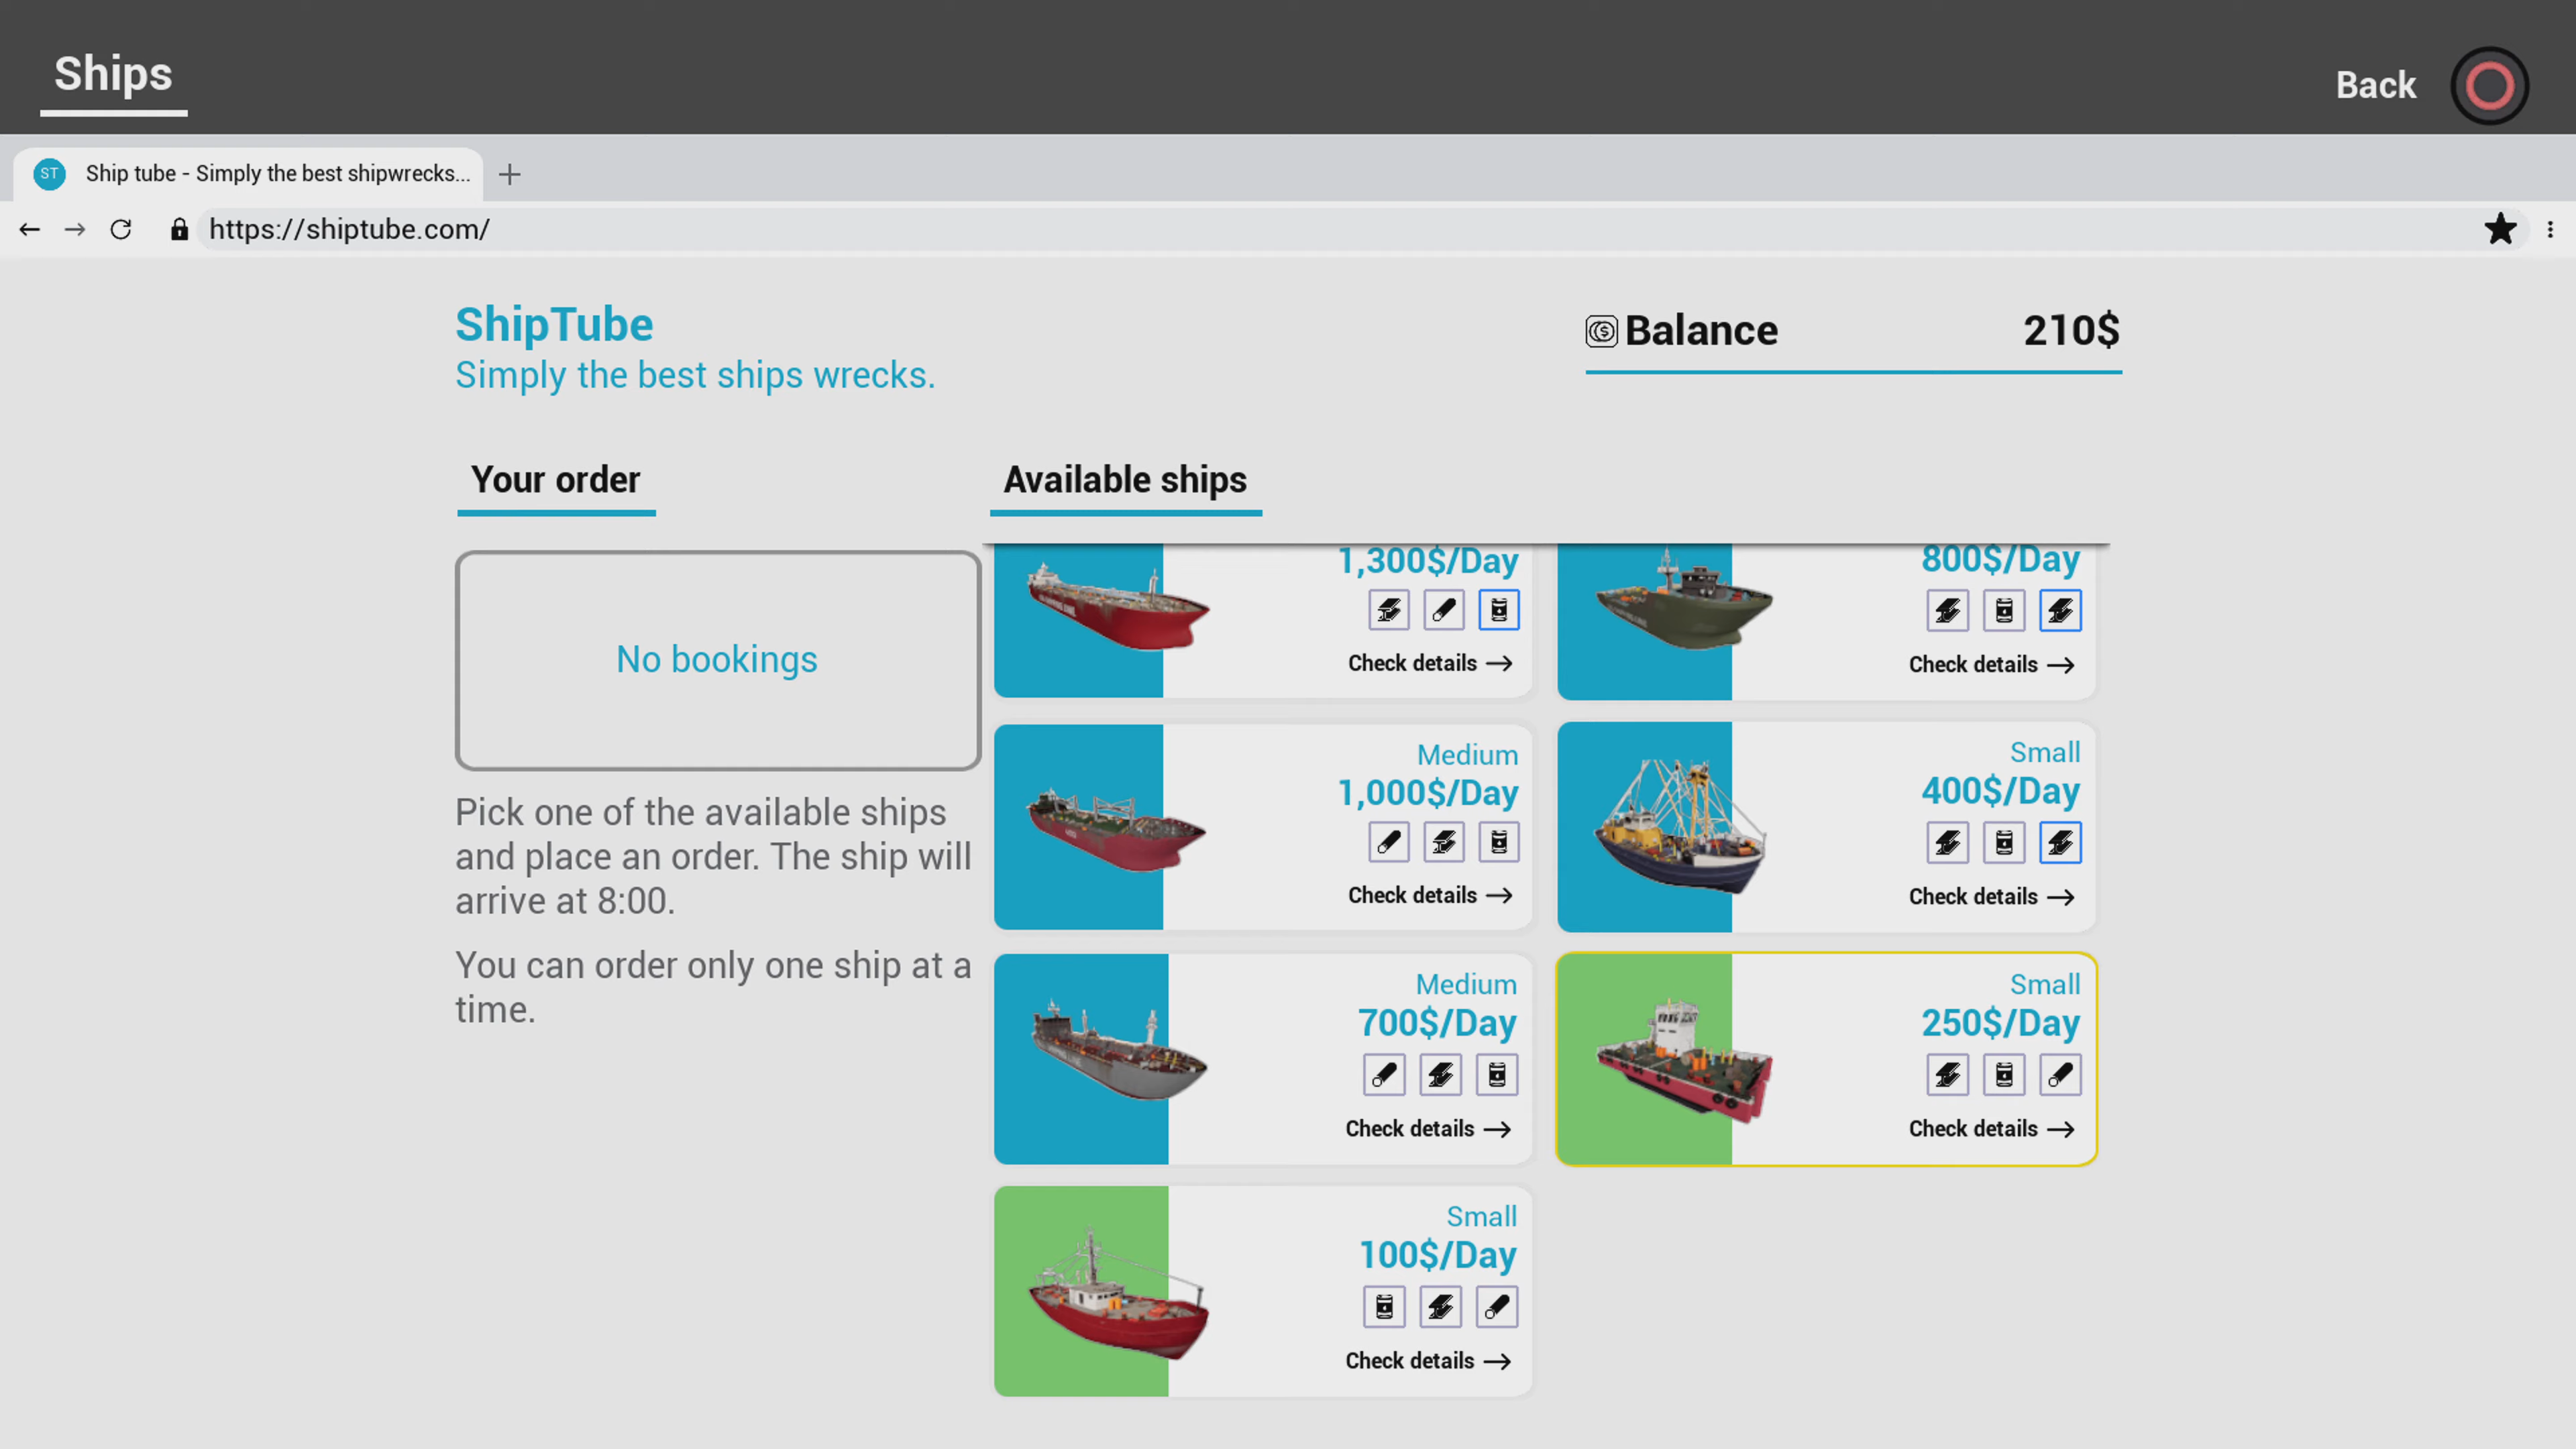 Ships
Back
ST
Ship tube - Simply the best shipwrecks...
https://shiptube.com/
ShipTube
Simply the best ships wrecks.
Balance
210$
Your order
Available ships
No bookings
Pick one of the available ships
and place an order. The ship will
arrive at 8:00.
You can order only one ship at a
time.
1,300$/Day
Check details
800$/Day
Check details
Medium
1,000$/Day
Check details
Small
400$/Day
Check details
Medium
700$/Day
Check details
Small
250$/Day
Check details
Small
100$/Day
Check details